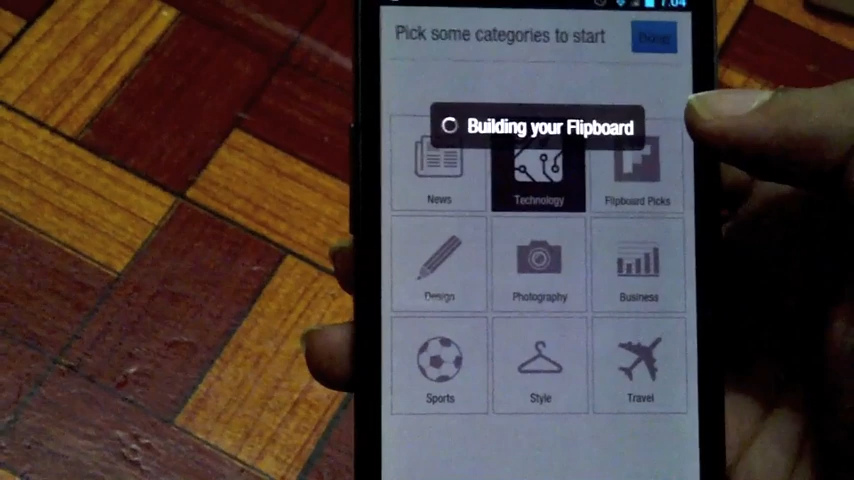 7:04
Pick some categories to start
Building your Flipboard
News
Technology
Flipboard Picks
Design
Photography
Business
Sports
Style
Travel